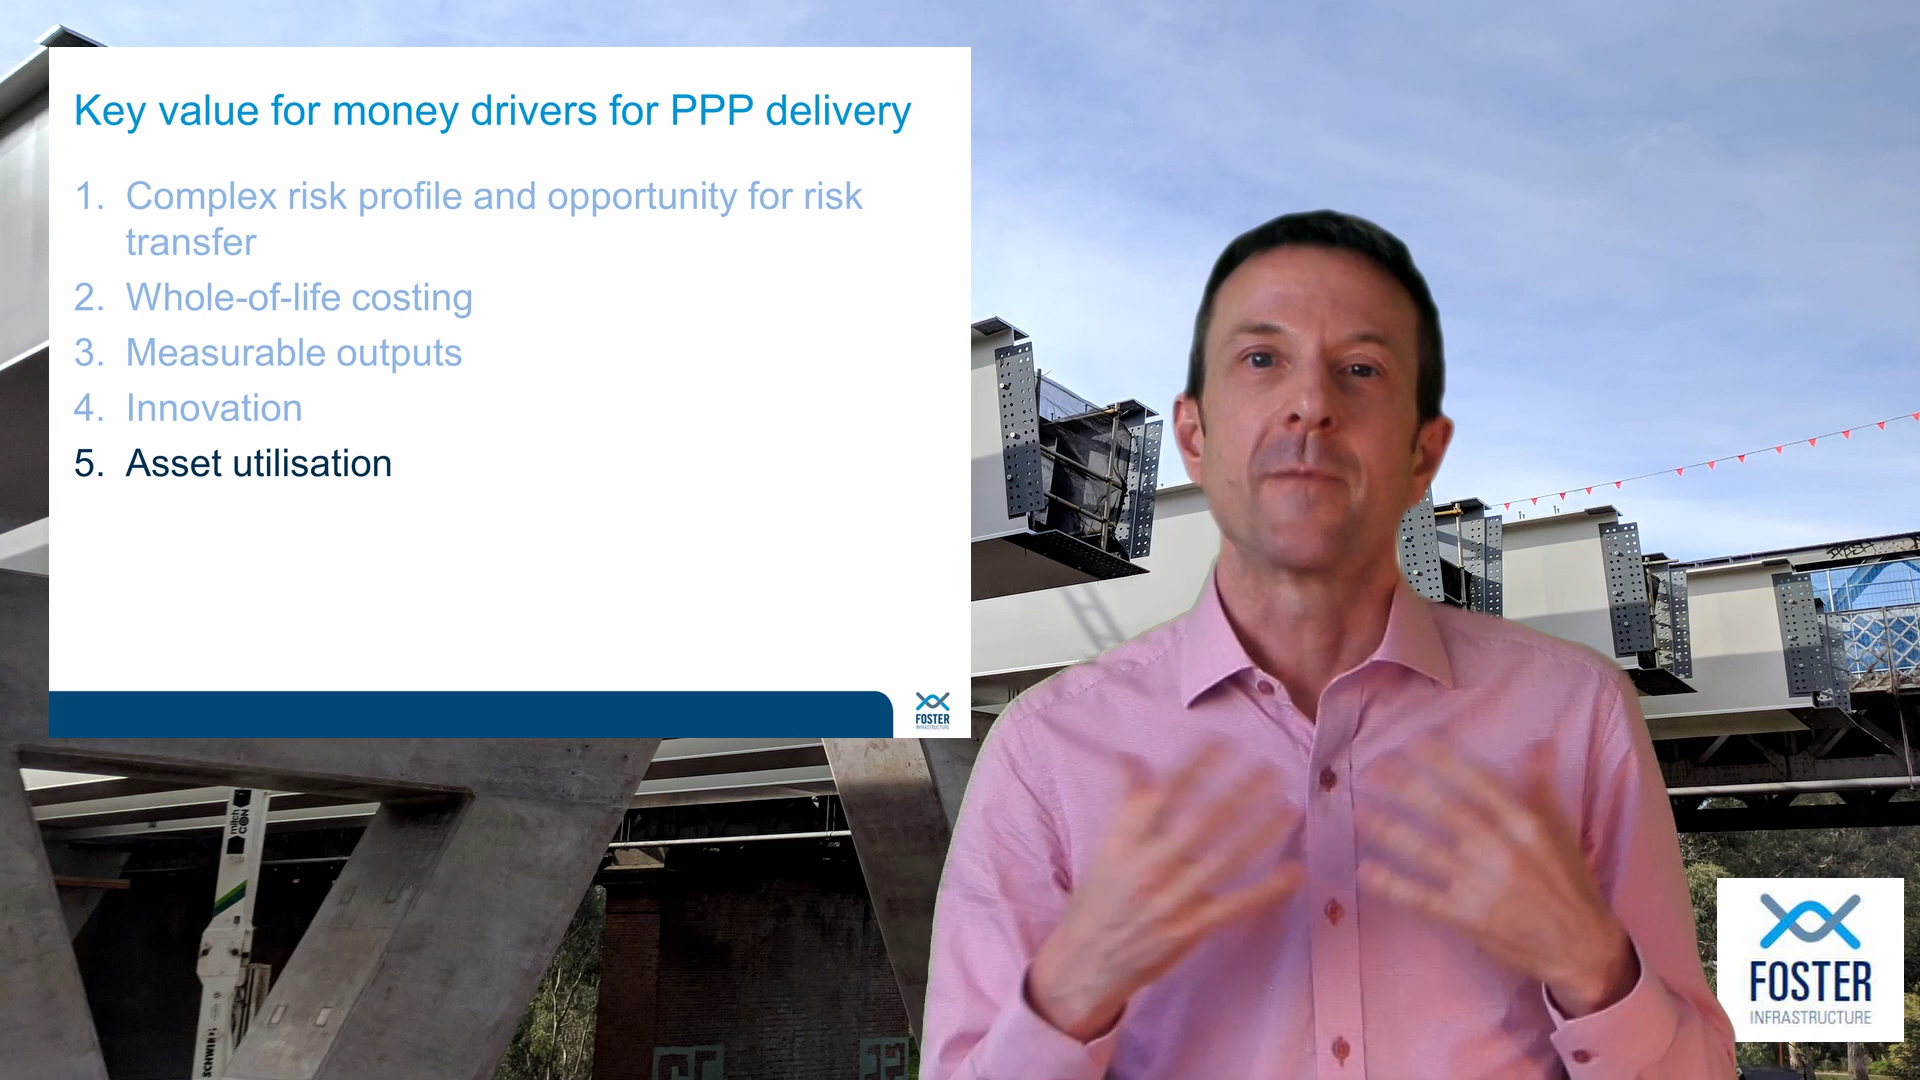 Key value for money drivers for PPP delivery
1. Complex risk profile and opportunity for risk
transfer
2. Whole-of-life costing
3. Measurable outputs
4. Innovation
5. Asset utilisation
FOSTER
INFRASTRUCTURE
FOSTER
INFRASTRUCTURE